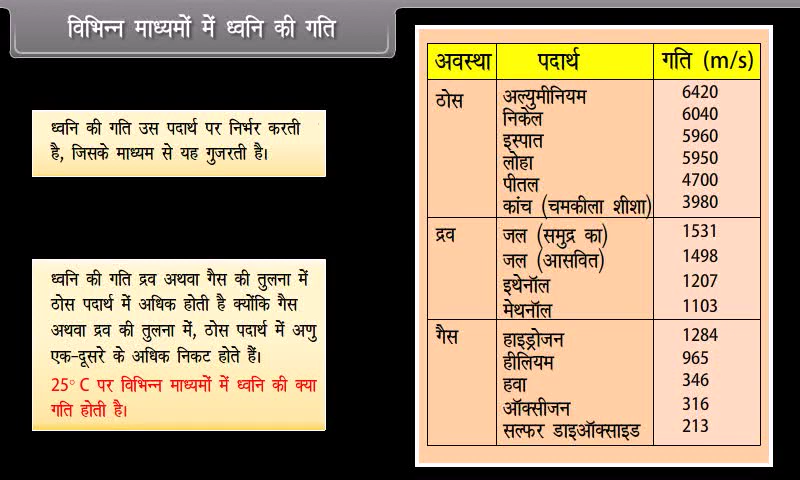 विभिन्न माध्यमों में ध्वनि की गति
ध्वनि की गति उस पदार्थ पर निर्भर करती
है, जिसके माध्यम से यह गुजरती है।
ध्वनि की गति द्रव अथवा गैस की तुलना में
ठोस पदार्थ में अधिक होती है क्योंकि गैस
अथवा द्रव की तुलना में, ठोस पदार्थ में अणु
एक-दूसरे के अधिक निकट होते हैं।
25° C पर विभिन्न माध्यमों में ध्वनि की क्या
गति होती है।
अवस्था पदार्थ गति (m/s)
ठोस अल्युमीनियम 6420
निकेल 6040
इस्पात 5960
लोहा 5950
पीतल 4700
कांच (चमकीला शीशा) 3980
द्रव जल (समुद्र का) 1531
जल (आसवित) 1498
इथेनॉल 1207
मेथनॉल 1103
गैस हाइड्रोजन 1284
हीलियम 965
हवा 346
ऑक्सीजन 316
सल्फर डाइऑक्साइड 213